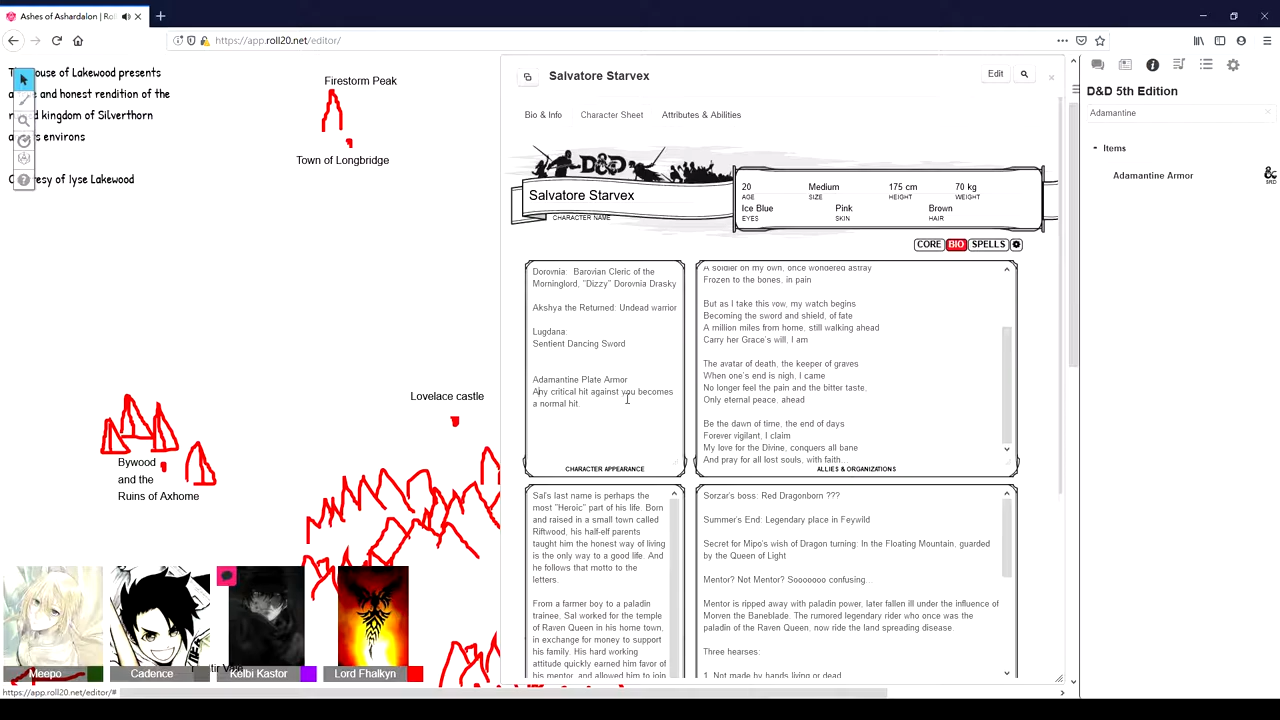 Ashes of Ashardalon | Rol
https://app.roll20.net/editor/
The House of Lakewood presents
and honest rendition of the
kingdom of Silverthorn
environs
Courtesy of Iyse Lakewood
Firestorm Peak
Town of Longbridge
Lovelace castle
Bywood
and the
Ruins of Axhome
Salvatore Starvex
Edit
Bio & Info
Character Sheet
Attributes & Abilities
D&D
Salvatore Starvex
CHARACTER NAME
20
Medium
175 cm
70 kg
AGE
SIZE
HEIGHT
WEIGHT
Ice Blue
Pink
Brown
EYES
SKIN
HAIR
CORE
BIO
SPELLS
Dorovnia: Barovian Cleric of the
Morninglord, "Dizzy" Dorovnia Drasky
Akshya the Returned: Undead warrior
Lugdana:
Sentient Dancing Sword
Adamantine Plate Armor
Any critical hit against you becomes
a normal hit.
CHARACTER APPEARANCE
A soldier on my own, once wondered astray
Frozen to the bones, in pain
But as I take this vow, my watch begins
Becoming the sword and shield, of fate
A million miles from home, still walking ahead
Carry her Grace's will, I am
The avatar of death, the keeper of graves
When one's end is nigh, I came
No longer feel the pain and the bitter taste,
Only eternal peace, ahead
Be the dawn of time, the end of days
Forever vigilant, I claim
My love for the Divine, conquers all bane
And pray for all lost souls, with faith...
ALLIES & ORGANIZATIONS
Sal's last name is perhaps the
most "Heroic" part of his life. Born
and raised in a small town called
Riftwood, his half-elf parents
taught him the honest way of living
is the only way to a good life. And
he follows that motto to the
letters.
From a farmer boy to a paladin
trainee, Sal worked for the temple
of Raven Queen in his home town,
in exchange for money to support
his family. His hard working
attitude quickly earned him favor of
his mentor, and allowed him to join
Sorzar's boss: Red Dragonborn ???
Summer's End: Legendary place in Feywild
Secret for Mipo's wish of Dragon turning: In the Floating Mountain, guarded
by the Queen of Light
Mentor? Not Mentor? Sooooooo confusing...
Mentor is ripped away with paladin power, later fallen ill under the influence of
Morven the Baneblade. The rumored legendary rider who once was the
paladin of the Raven Queen, now ride the land spreading disease.
Three hearses:
1. Not made by hands living or dead
D&D 5th Edition
Adamantine
Items
Adamantine Armor
&
SRD
Meepo
Cadence
Kelbi Kastor
Lord Fhalkyn
https://app.roll20.net/editor/#